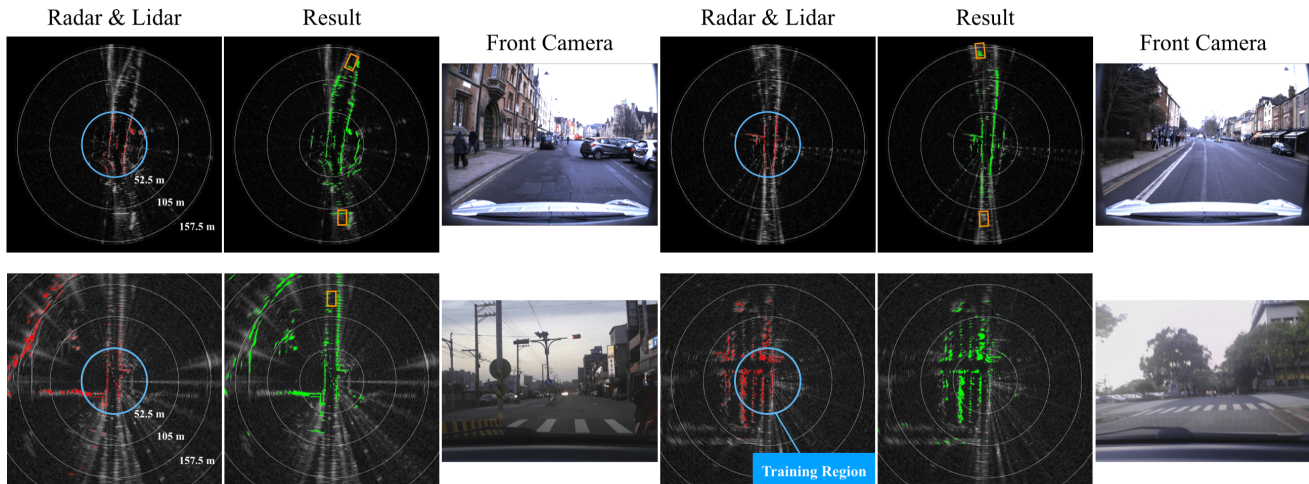 Radar & Lidar
Result
Front Camera
Radar & Lidar
Result
Front Camera
52.5 m
105 m
157.5 m
52.5 m
105 m
157.5 m
Training Region